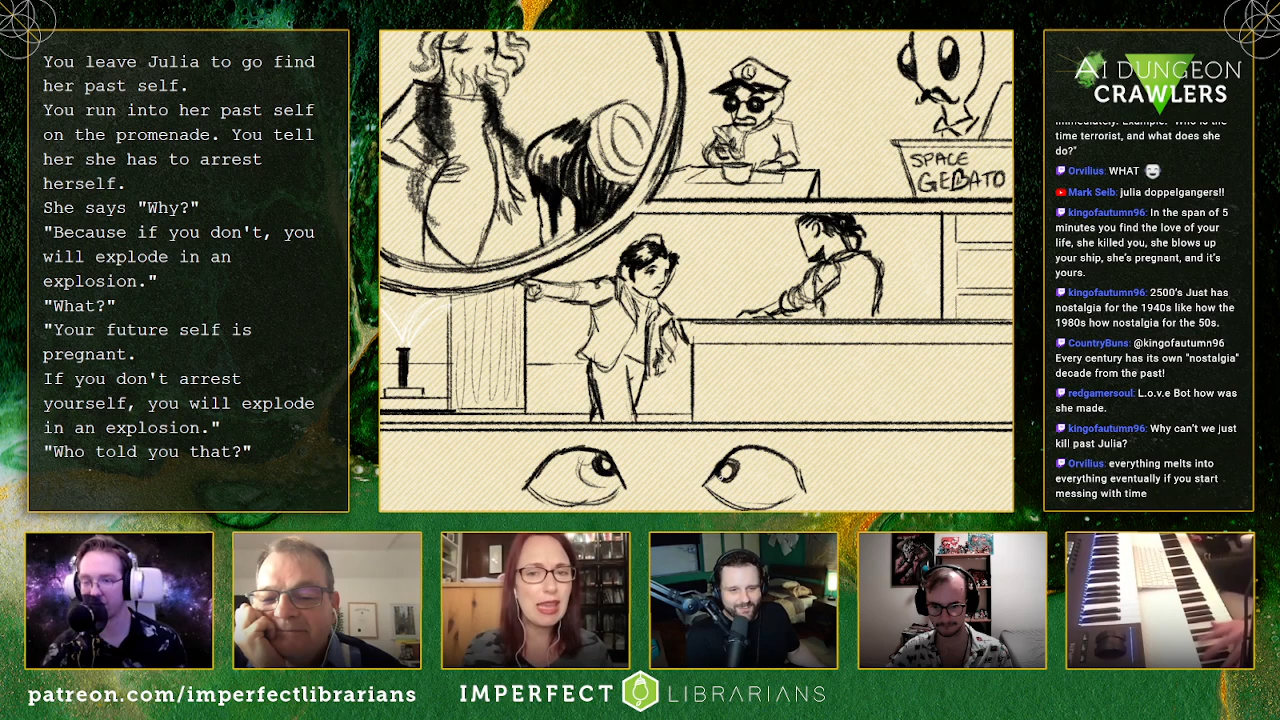 You leave Julia to go find
her past self.
You run into her past self
on the promenade. You tell
her she has to arrest
herself.
She says "Why?"
"Because if you don't, you
will explode in an
explosion."
"What?"
"Your future self is
pregnant.
If you don't arrest
yourself, you will explode
in an explosion."
"Who told you that?"
SPACE
GEBATO
AI DUNGEON
CRAWLERS
immediately. Example: "Who is the
time terrorist, and what does she
do?"
Orvilius: WHAT
Mark Seib: julia doppelgangers!!
kingofautumn96: In the span of 5
minutes you find the love of your
life, she killed you, she blows up
your ship, she's pregnant, and it's
yours.
kingofautumn96: 2500's Just has
nostalgia for the 1940s like how the
1980s how nostalgia for the 50s.
CountryBuns: @kingofautumn96
Every century has its own "nostalgia"
decade from the past!
redgamersoul: L.o.v.e Bot how was
she made.
kingofautumn96: Why can't we just
kill past Julia?
Orvilius: everything melts into
everything eventually if you start
messing with time
patreon.com/imperfectlibrarians
IMPERFECT LIBRARIANS